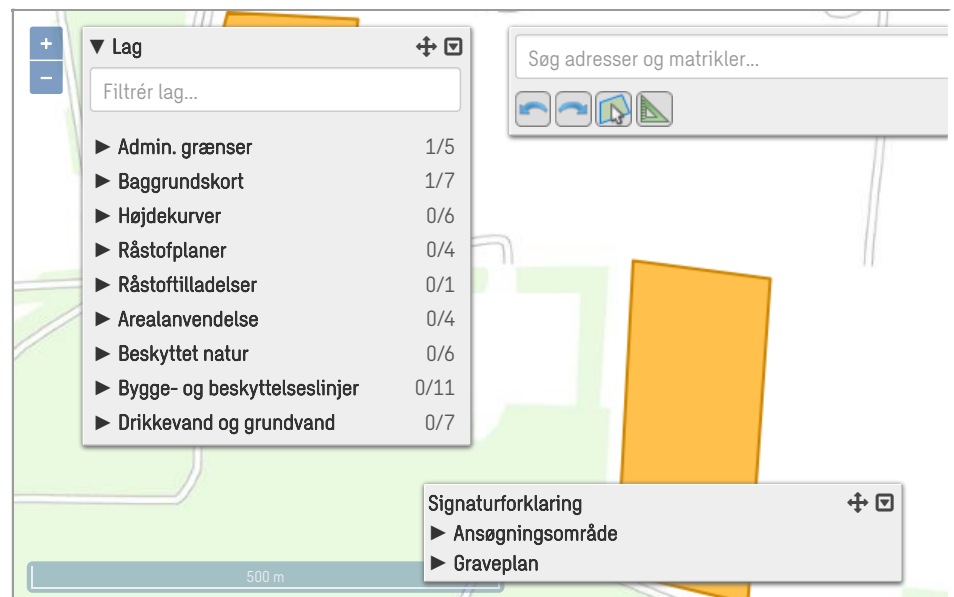 +
−
▼ Lag
Filtrér lag...
► Admin. grænser 1/5
► Baggrundskort 1/7
► Højdekurver 0/6
► Råstofplaner 0/4
► Råstoftilladelser 0/1
► Arealanvendelse 0/4
► Beskyttet natur 0/6
► Bygge- og beskyttelseslinjer 0/11
► Drikkevand og grundvand 0/7
Søg adresser og matrikler...
Signaturforklaring
► Ansøgningsområde
► Graveplan
500 m